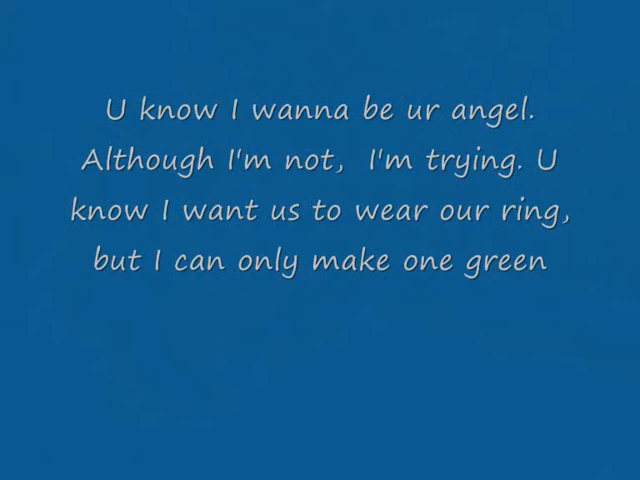 U know I wanna be ur angel.
Although I'm not,  I'm trying. U
know I want us to wear our ring,
but I can only make one green